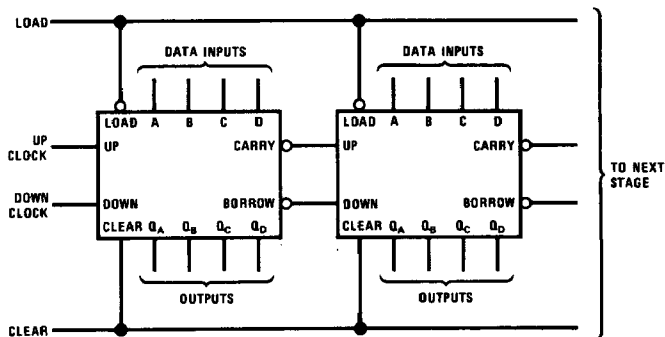 LOAD
DATA INPUTS DATA INPUTS
LOAD A B C D LOAD A B C D
UP CLOCK UP CARRY UP CARRY
TO NEXT STAGE
DOWN CLOCK DOWN BORROW DOWN BORROW
CLEAR QA QB QC QD CLEAR QA QB QC QD
OUTPUTS OUTPUTS
CLEAR